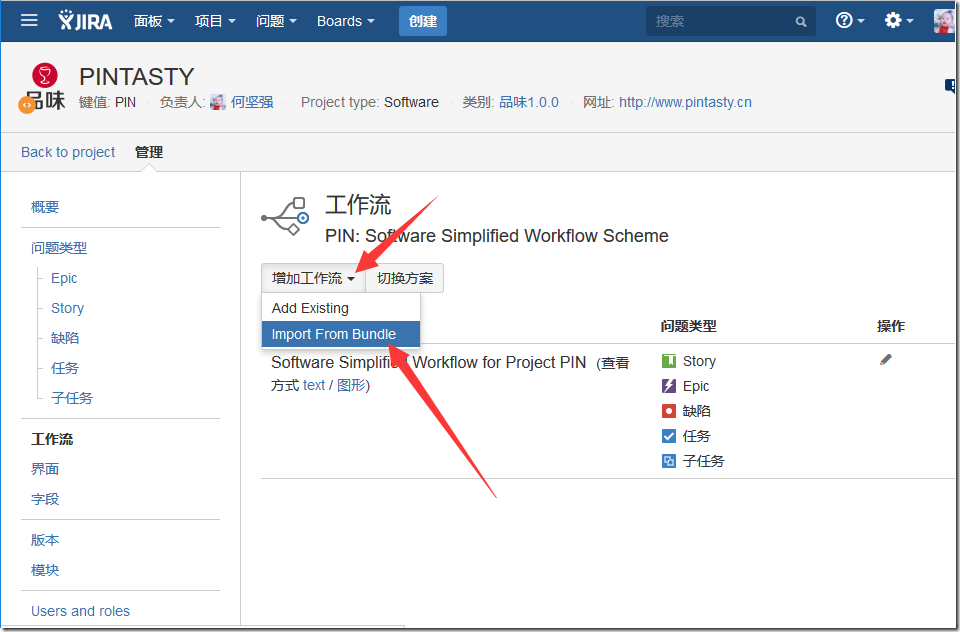 JIRA 面板 项目 问题 Boards 创建 搜索
PINTASTY
品味
键值: PIN 负责人: 何坚强 Project type: Software 类别: 品味1.0.0 网址: http://www.pintasty.cn
Back to project 管理
概要
问题类型
Epic
Story
缺陷
任务
子任务
工作流
界面
字段
版本
模块
Users and roles
工作流
PIN: Software Simplified Workflow Scheme
增加工作流 切换方案
Add Existing
Import From Bundle
问题类型 操作
Software Simplified Workflow for Project PIN (查看
方式 text / 图形)
Story
Epic
缺陷
任务
子任务